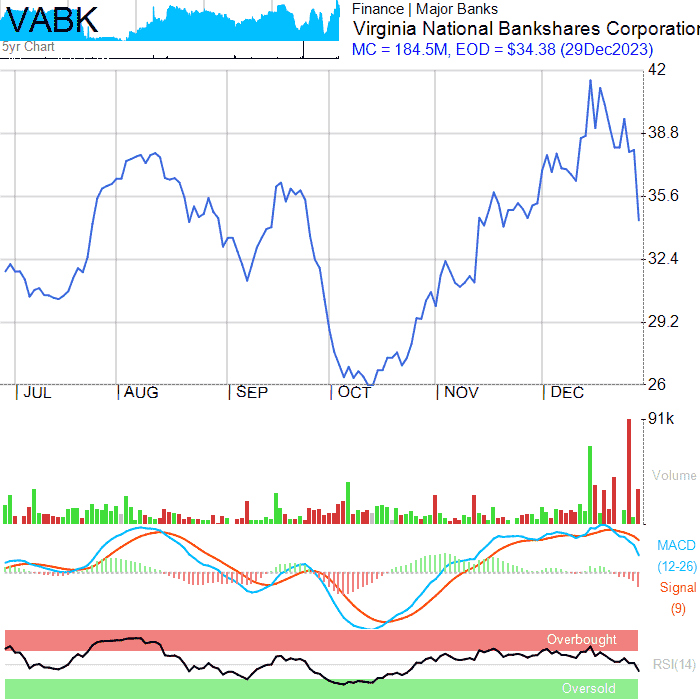 VABK
5yr Chart
Finance | Major Banks
Virginia National Bankshares Corporation
MC = 184.5M, EOD = $34.38 (29Dec2023)
42
38.8
35.6
32.4
29.2
26
| JUL | AUG | SEP | OCT | NOV | DEC
91k
Volume
MACD
(12-26)
Signal
(9)
Overbought
RSI(14)
Oversold